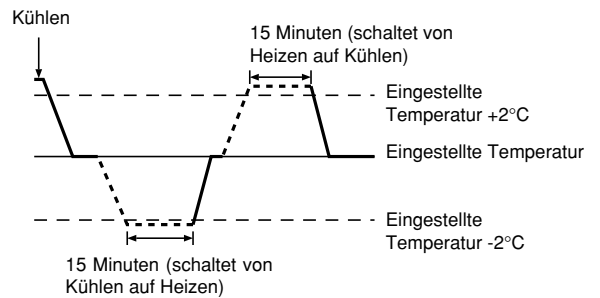 Kühlen
15 Minuten (schaltet von
Heizen auf Kühlen)
Eingestellte
Temperatur +2°C
Eingestellte Temperatur
Eingestellte
Temperatur -2°C
15 Minuten (schaltet von
Kühlen auf Heizen)